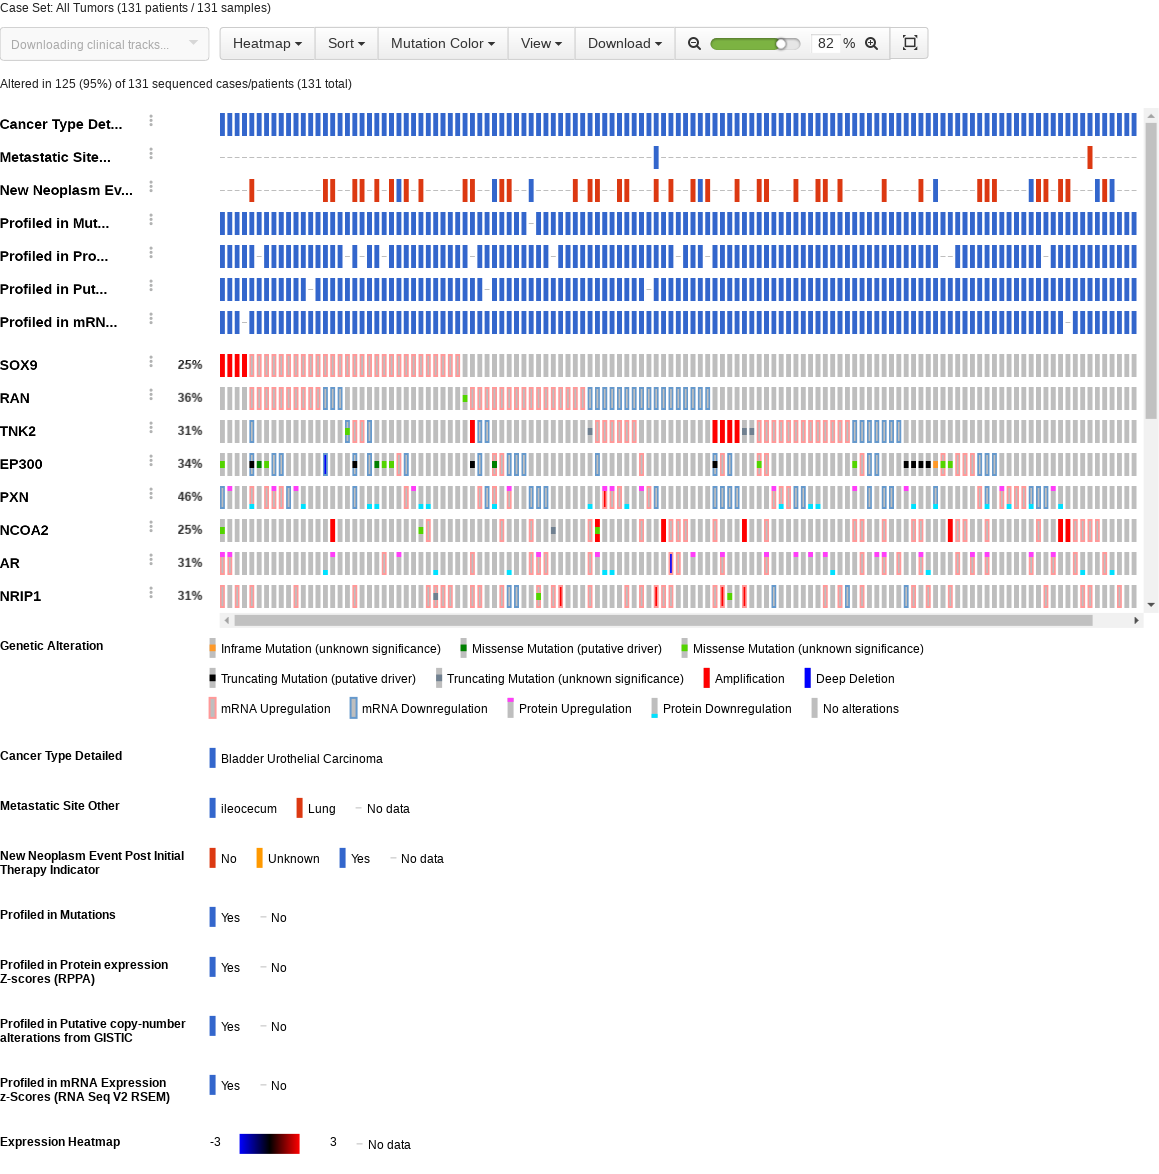 Case Set: All Tumors (131 patients / 131 samples)
Downloading clinical tracks...
Heatmap Sort Mutation Color View Download 82 %
Altered in 125 (95%) of 131 sequenced cases/patients (131 total)
Cancer Type Det...
Metastatic Site...
New Neoplasm Ev...
Profiled in Mut...
Profiled in Pro...
Profiled in Put...
Profiled in mRN...
SOX9 25%
RAN 36%
TNK2 31%
EP300 34%
PXN 46%
NCOA2 25%
AR 31%
NRIP1 31%
Genetic Alteration Inframe Mutation (unknown significance) Missense Mutation (putative driver) Missense Mutation (unknown significance)
Truncating Mutation (putative driver) Truncating Mutation (unknown significance) Amplification Deep Deletion
mRNA Upregulation mRNA Downregulation Protein Upregulation Protein Downregulation No alterations
Cancer Type Detailed Bladder Urothelial Carcinoma
Metastatic Site Other ileocecum Lung No data
New Neoplasm Event Post Initial
Therapy Indicator No Unknown Yes No data
Profiled in Mutations Yes No
Profiled in Protein expression
Z-scores (RPPA) Yes No
Profiled in Putative copy-number
alterations from GISTIC Yes No
Profiled in mRNA Expression
z-Scores (RNA Seq V2 RSEM) Yes No
Expression Heatmap -3 3 No data